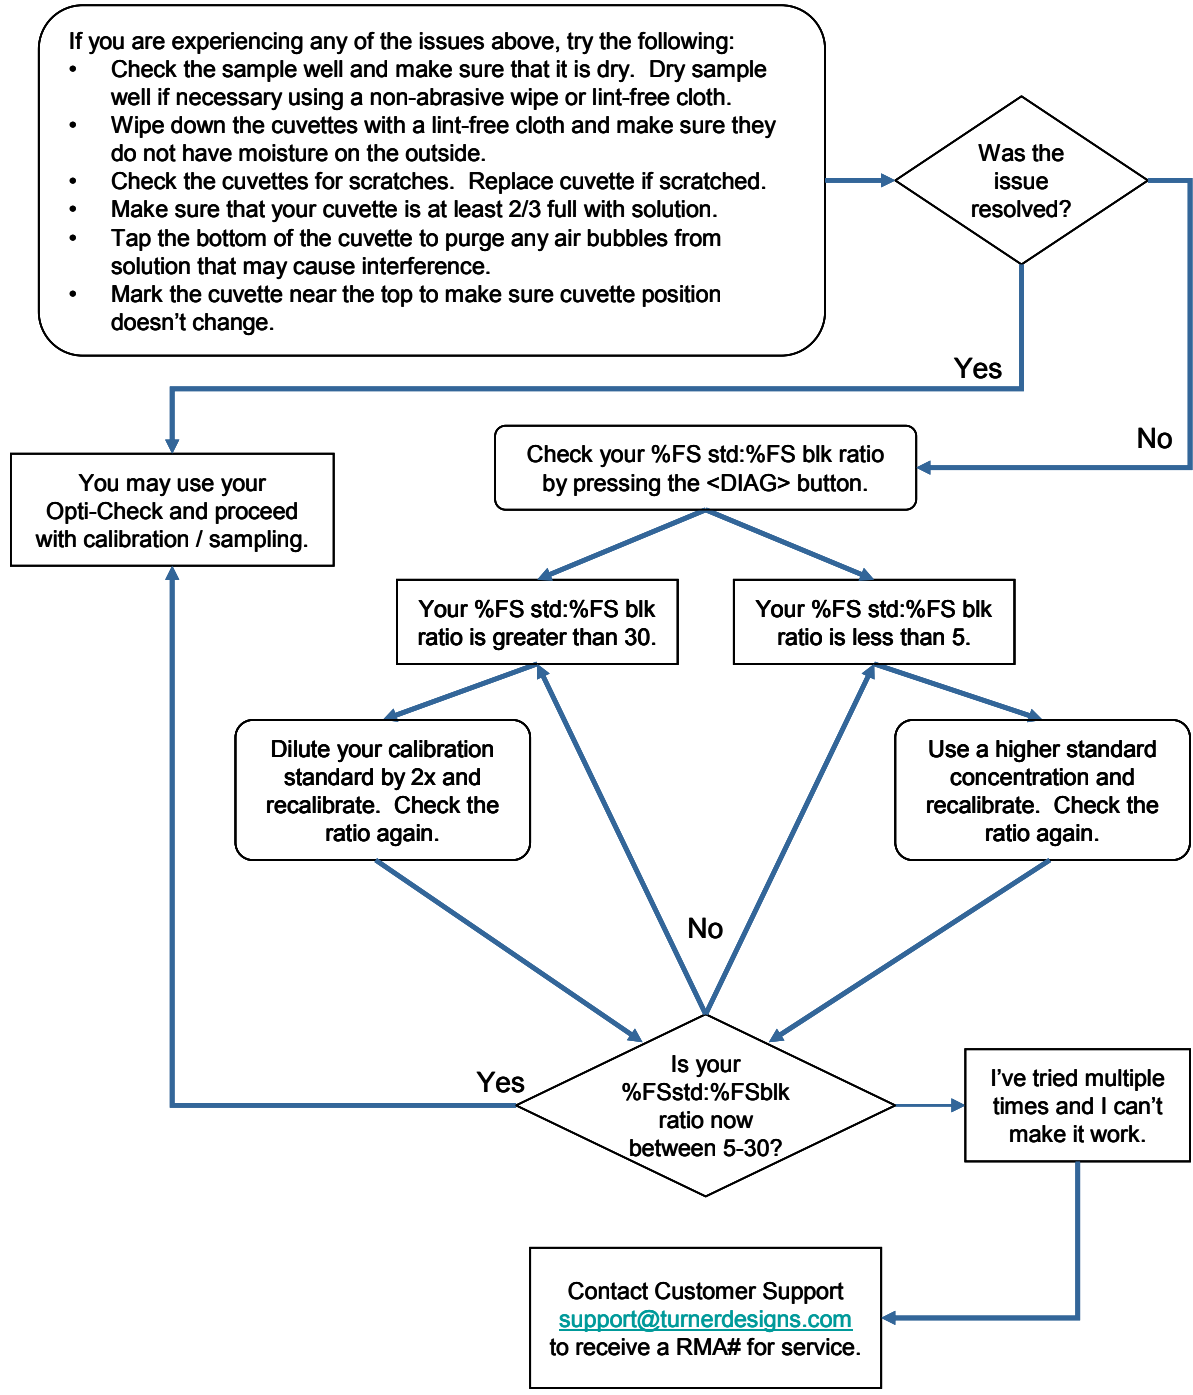 If you are experiencing any of the issues above, try the following:
• Check the sample well and make sure that it is dry.  Dry sample
well if necessary using a non-abrasive wipe or lint-free cloth.
• Wipe down the cuvettes with a lint-free cloth and make sure they
do not have moisture on the outside.
• Check the cuvettes for scratches.  Replace cuvette if scratched.
• Make sure that your cuvette is at least 2/3 full with solution.
• Tap the bottom of the cuvette to purge any air bubbles from
solution that may cause interference.
• Mark the cuvette near the top to make sure cuvette position
doesn't change.
Was the
issue
resolved?
Yes
No
You may use your
Opti-Check and proceed
with calibration / sampling.
Check your %FS std:%FS blk ratio
by pressing the <DIAG> button.
Your %FS std:%FS blk
ratio is greater than 30.
Your %FS std:%FS blk
ratio is less than 5.
Dilute your calibration
standard by 2x and
recalibrate.  Check the
ratio again.
Use a higher standard
concentration and
recalibrate.  Check the
ratio again.
No
Yes
Is your
%FSstd:%FSblk
ratio now
between 5-30?
I've tried multiple
times and I can't
make it work.
Contact Customer Support
support@turnerdesigns.com
to receive a RMA# for service.